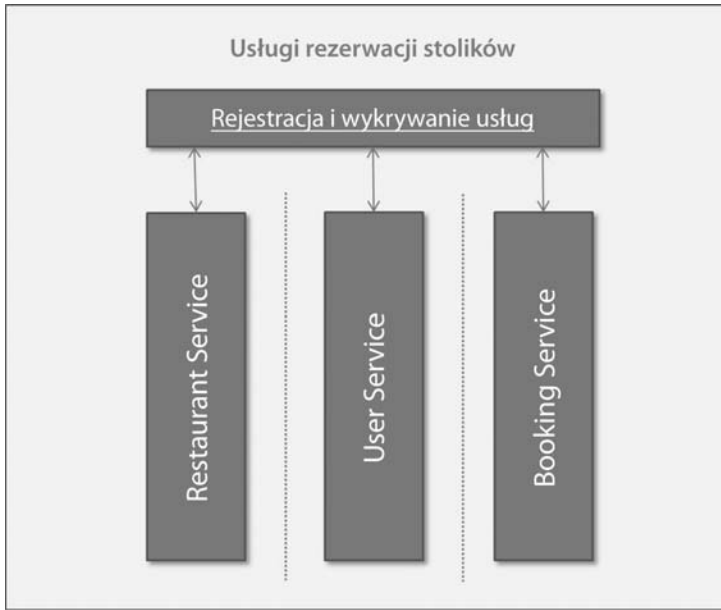 Usługi rezerwacji stolików
Rejestracja i wykrywanie usług
Restaurant Service
User Service
Booking Service